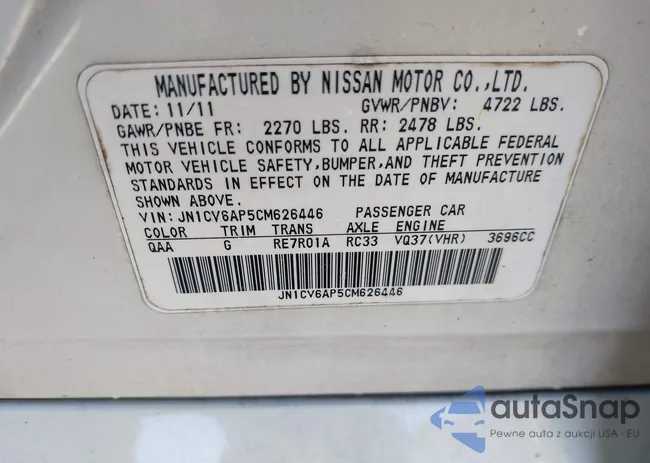 MANUFACTURED BY NISSAN MOTOR CO.,LTD.
DATE: 11/11 GVWR/PNBV: 4722 LBS.
GAWR/PNBE FR: 2270 LBS. RR: 2478 LBS.
THIS VEHICLE CONFORMS TO ALL APPLICABLE FEDERAL
MOTOR VEHICLE SAFETY,BUMPER,AND THEFT PREVENTION
STANDARDS IN EFFECT ON THE DATE OF MANUFACTURE
SHOWN ABOVE.
VIN: JN1CV6AP5CM626446 PASSENGER CAR
COLOR TRIM TRANS AXLE ENGINE
QAA G RE7R01A RC33 VQ37(VHR) 3696CC
JN1CV6AP5CM626446
autaSnap
Pewne auta z aukcji USA i EU